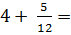 4 + 5/12 =